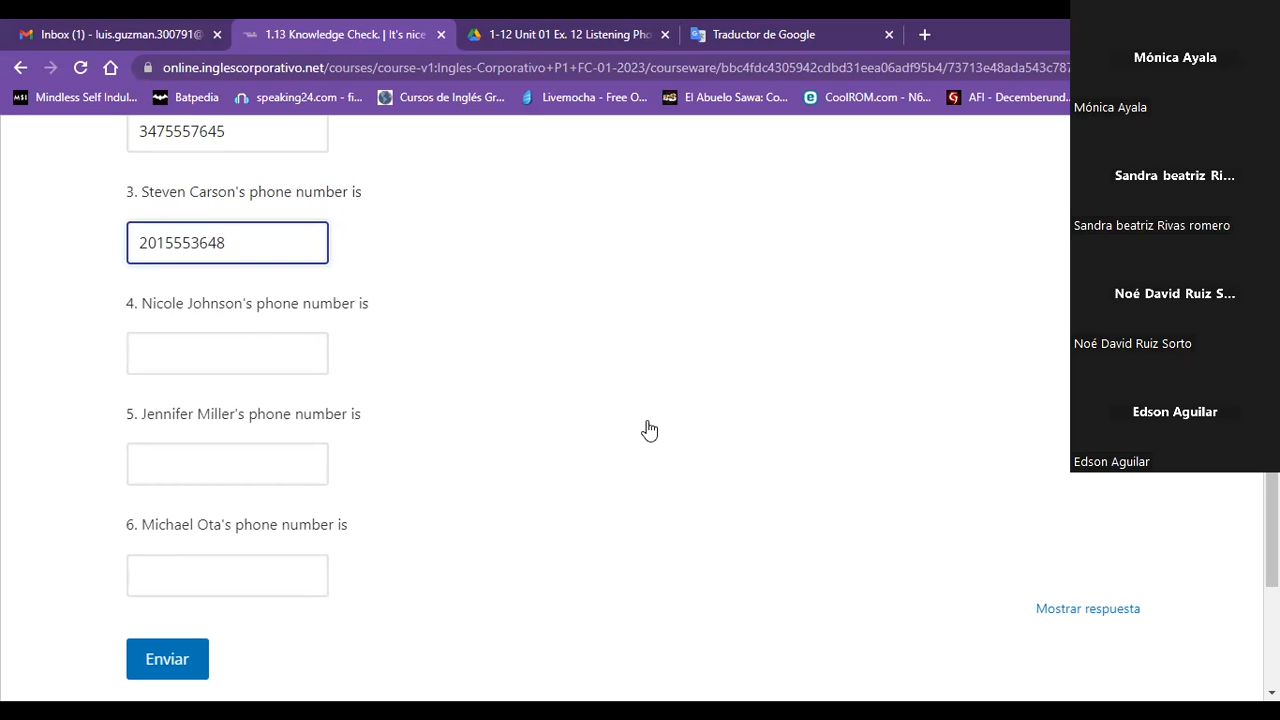 Inbox (1) - luis.guzman.300791@
1.13 Knowledge Check. | It's nice
1-12 Unit 01 Ex. 12 Listening Pho
Traductor de Google
online.inglescorporativo.net/courses/course-v1:Ingles-Corporativo+P1+FC-01-2023/courseware/bbc4fdc4305942cdbd31eea06adf95b4/73713e48ada543c787
Mindless Self Indul...
Batpedia
speaking24.com - fi...
Cursos de Inglés Gr...
Livemocha - Free O...
El Abuelo Sawa: Co...
CoolROM.com - N6...
AFI - Decemberund...
3475557645
3. Steven Carson's phone number is
2015553648
4. Nicole Johnson's phone number is
5. Jennifer Miller's phone number is
6. Michael Ota's phone number is
Mostrar respuesta
Enviar
Mónica Ayala
Mónica Ayala
Sandra beatriz Ri...
Sandra beatriz Rivas romero
Noé David Ruiz S...
Noé David Ruiz Sorto
Edson Aguilar
Edson Aguilar